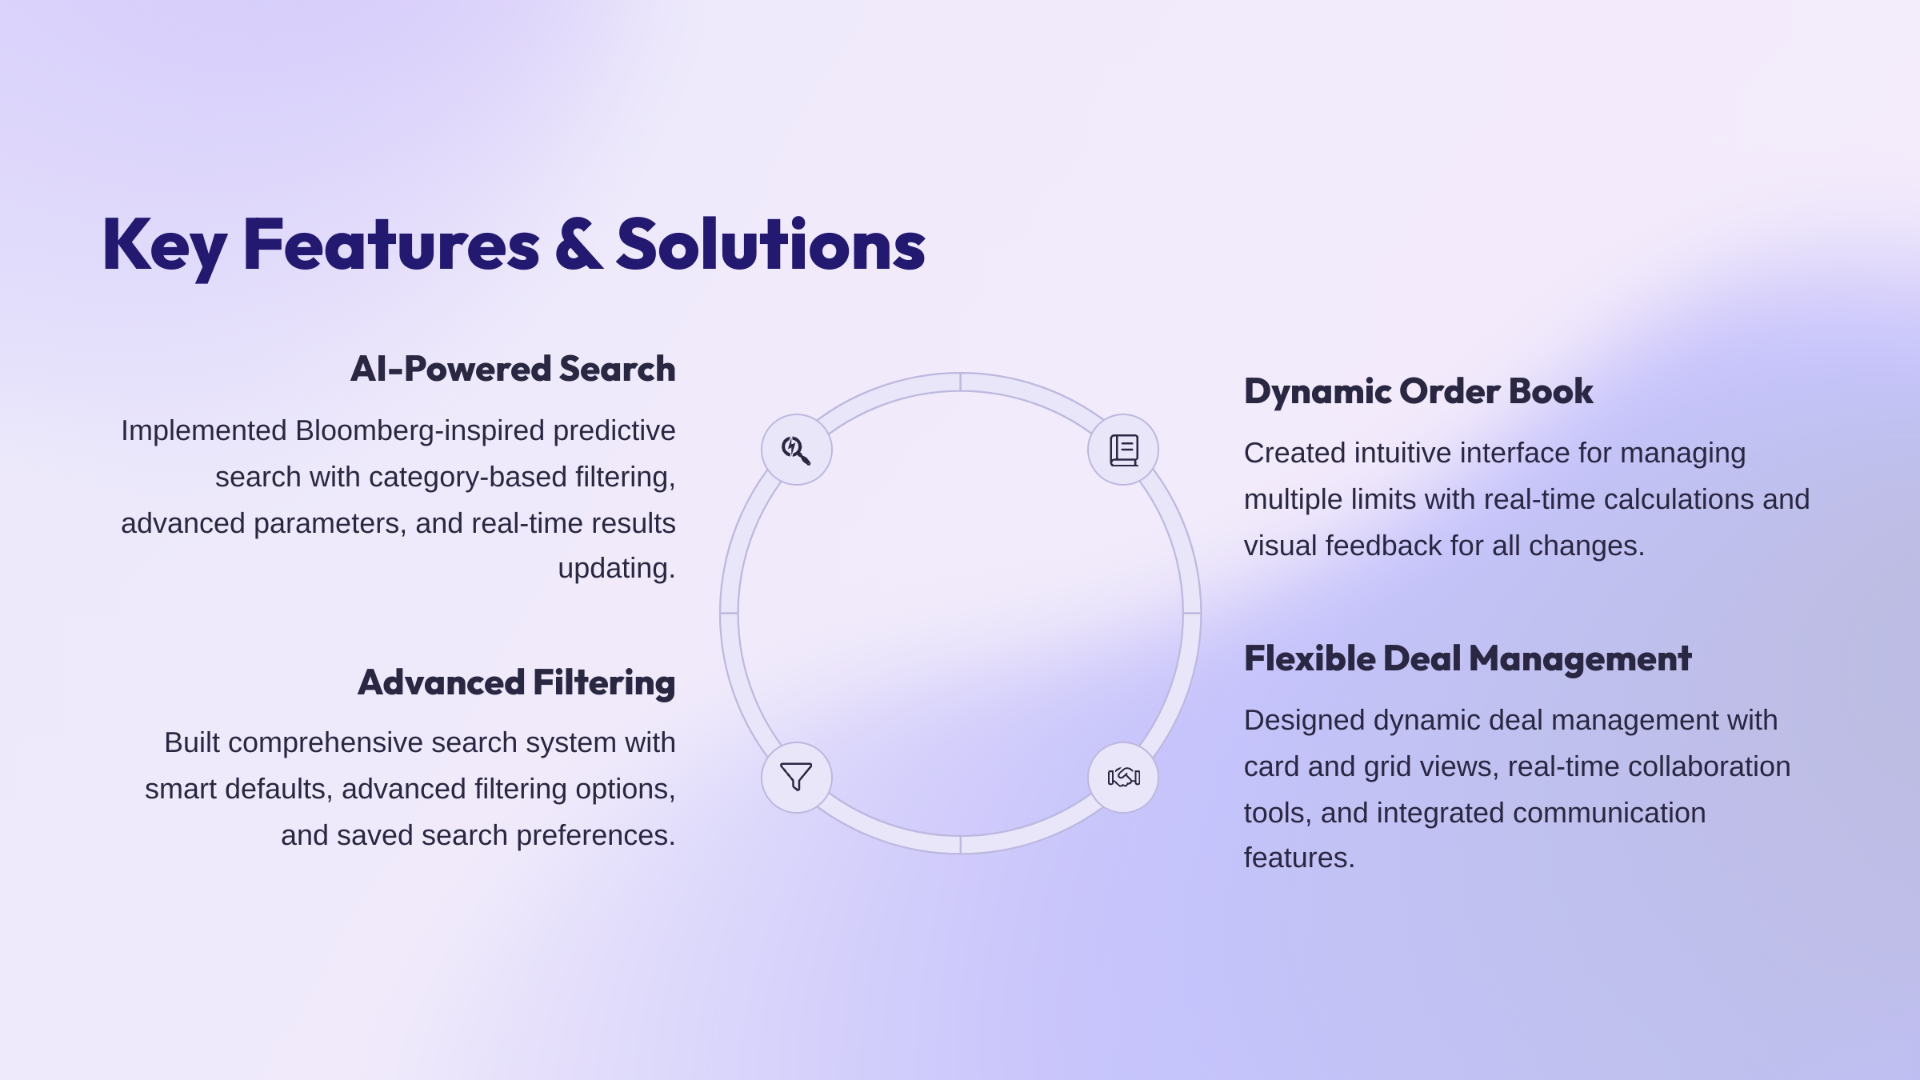 Key Features & Solutions
AI-Powered Search
Implemented Bloomberg-inspired predictive
search with category-based filtering,
advanced parameters, and real-time results
updating.
Dynamic Order Book
Created intuitive interface for managing
multiple limits with real-time calculations and
visual feedback for all changes.
Advanced Filtering
Built comprehensive search system with
smart defaults, advanced filtering options,
and saved search preferences.
Flexible Deal Management
Designed dynamic deal management with
card and grid views, real-time collaboration
tools, and integrated communication
features.